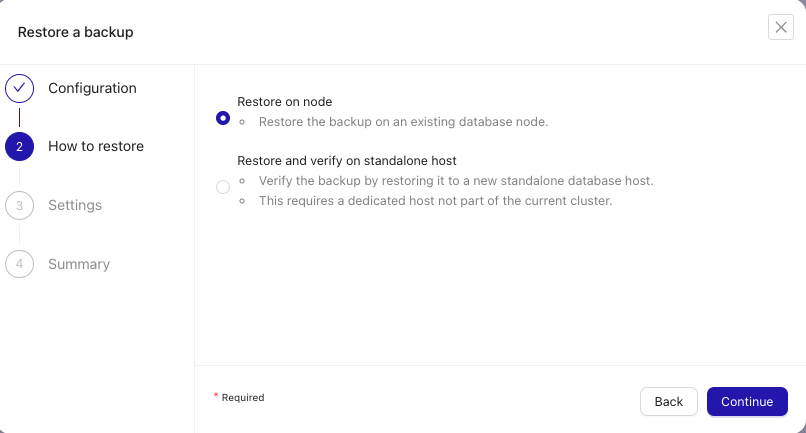 Restore a backup
Configuration
2 How to restore
3 Settings
4 Summary
Restore on node
Restore the backup on an existing database node.
Restore and verify on standalone host
Verify the backup by restoring it to a new standalone database host.
This requires a dedicated host not part of the current cluster.
* Required
Back
Continue